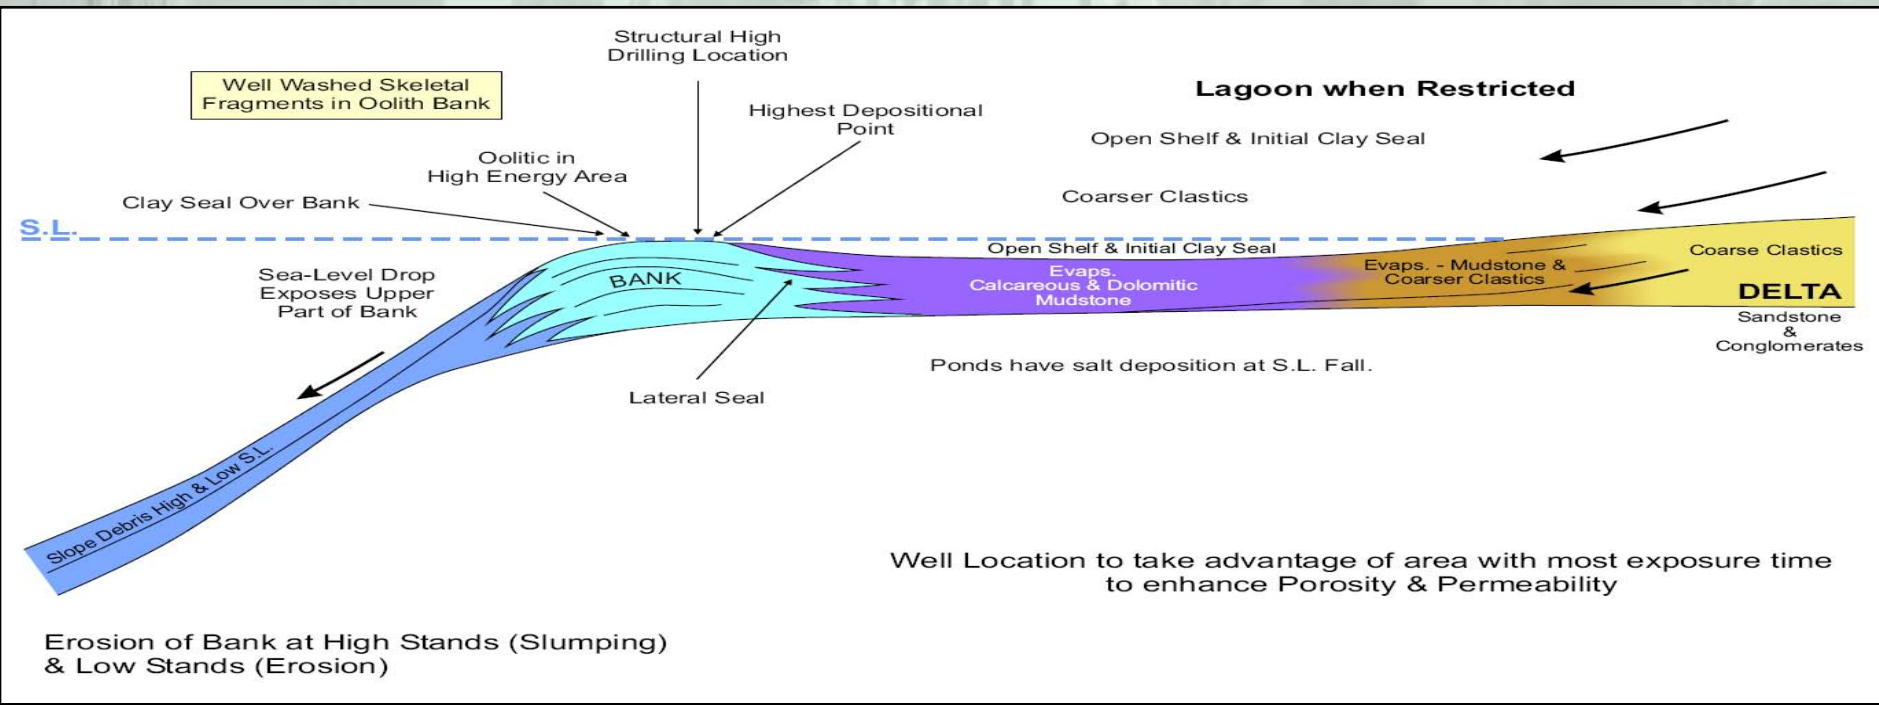 Structural High
Drilling Location
Well Washed Skeletal
Fragments in Oolith Bank
Lagoon when Restricted
Highest Depositional
Point
Open Shelf & Initial Clay Seal
Oolitic in
High Energy Area
Clay Seal Over Bank
Coarser Clastics
S.L.
Open Shelf & Initial Clay Seal
Coarse Clastics
Sea-Level Drop
Exposes Upper
Part of Bank
BANK
Evaps.
Calcareous & Dolomitic
Mudstone
Evaps. - Mudstone &
Coarser Clastics
DELTA
Sandstone
&
Conglomerates
Ponds have salt deposition at S.L. Fall.
Lateral Seal
Slope Debris High & Low S.L.
Well Location to take advantage of area with most exposure time
to enhance Porosity & Permeability
Erosion of Bank at High Stands (Slumping)
& Low Stands (Erosion)